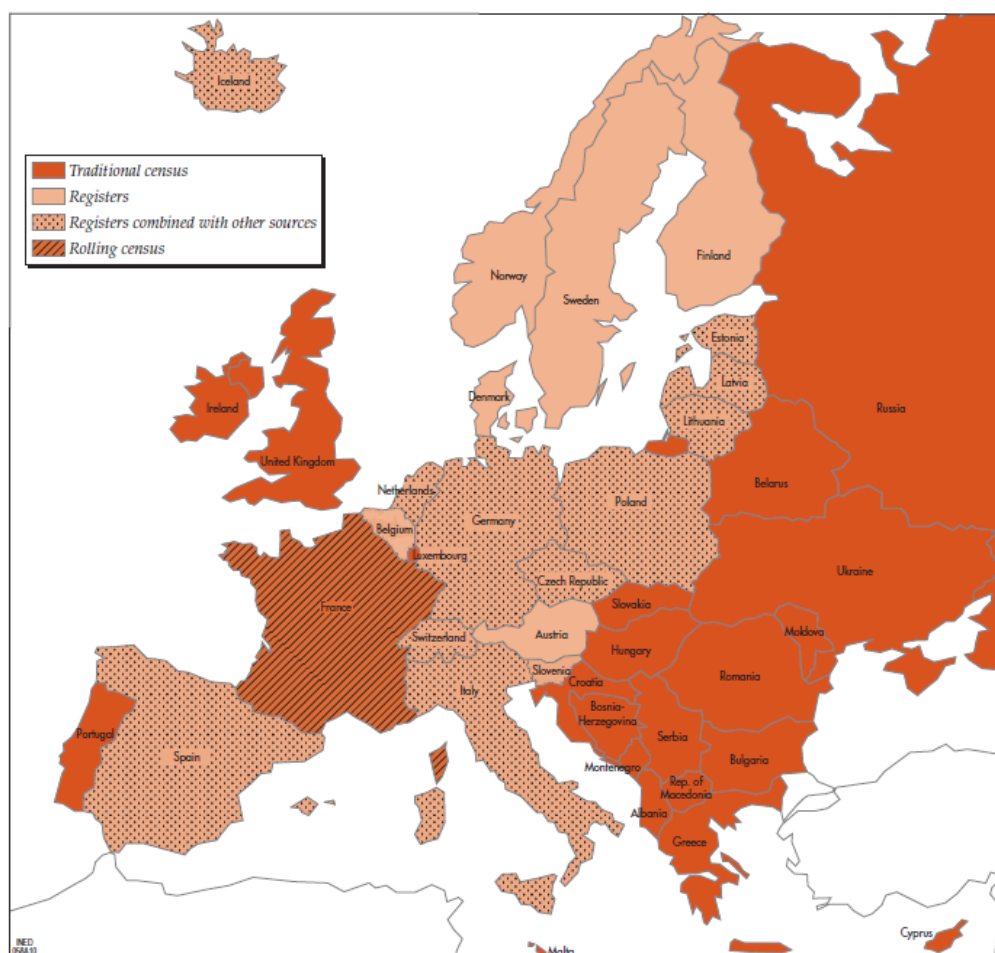 Iceland
Traditional census
Registers
Registers combined with other sources
Rolling census
Norway
Sweden
Finland
Estonia
Latvia
Lithuania
Denmark
Russia
Ireland
United Kingdom
Belarus
Netherlands
Belgium
Germany
Poland
Luxembourg
Czech Republic
Ukraine
France
Slovakia
Switzerland
Austria
Moldova
Hungary
Slovenia
Romania
Croatia
Italy
Bosnia-
Herzegovina
Portugal
Spain
Serbia
Bulgaria
Montenegro
Rep. of
Macedonia
Albania
Greece
Cyprus
INED
058A10
Malta